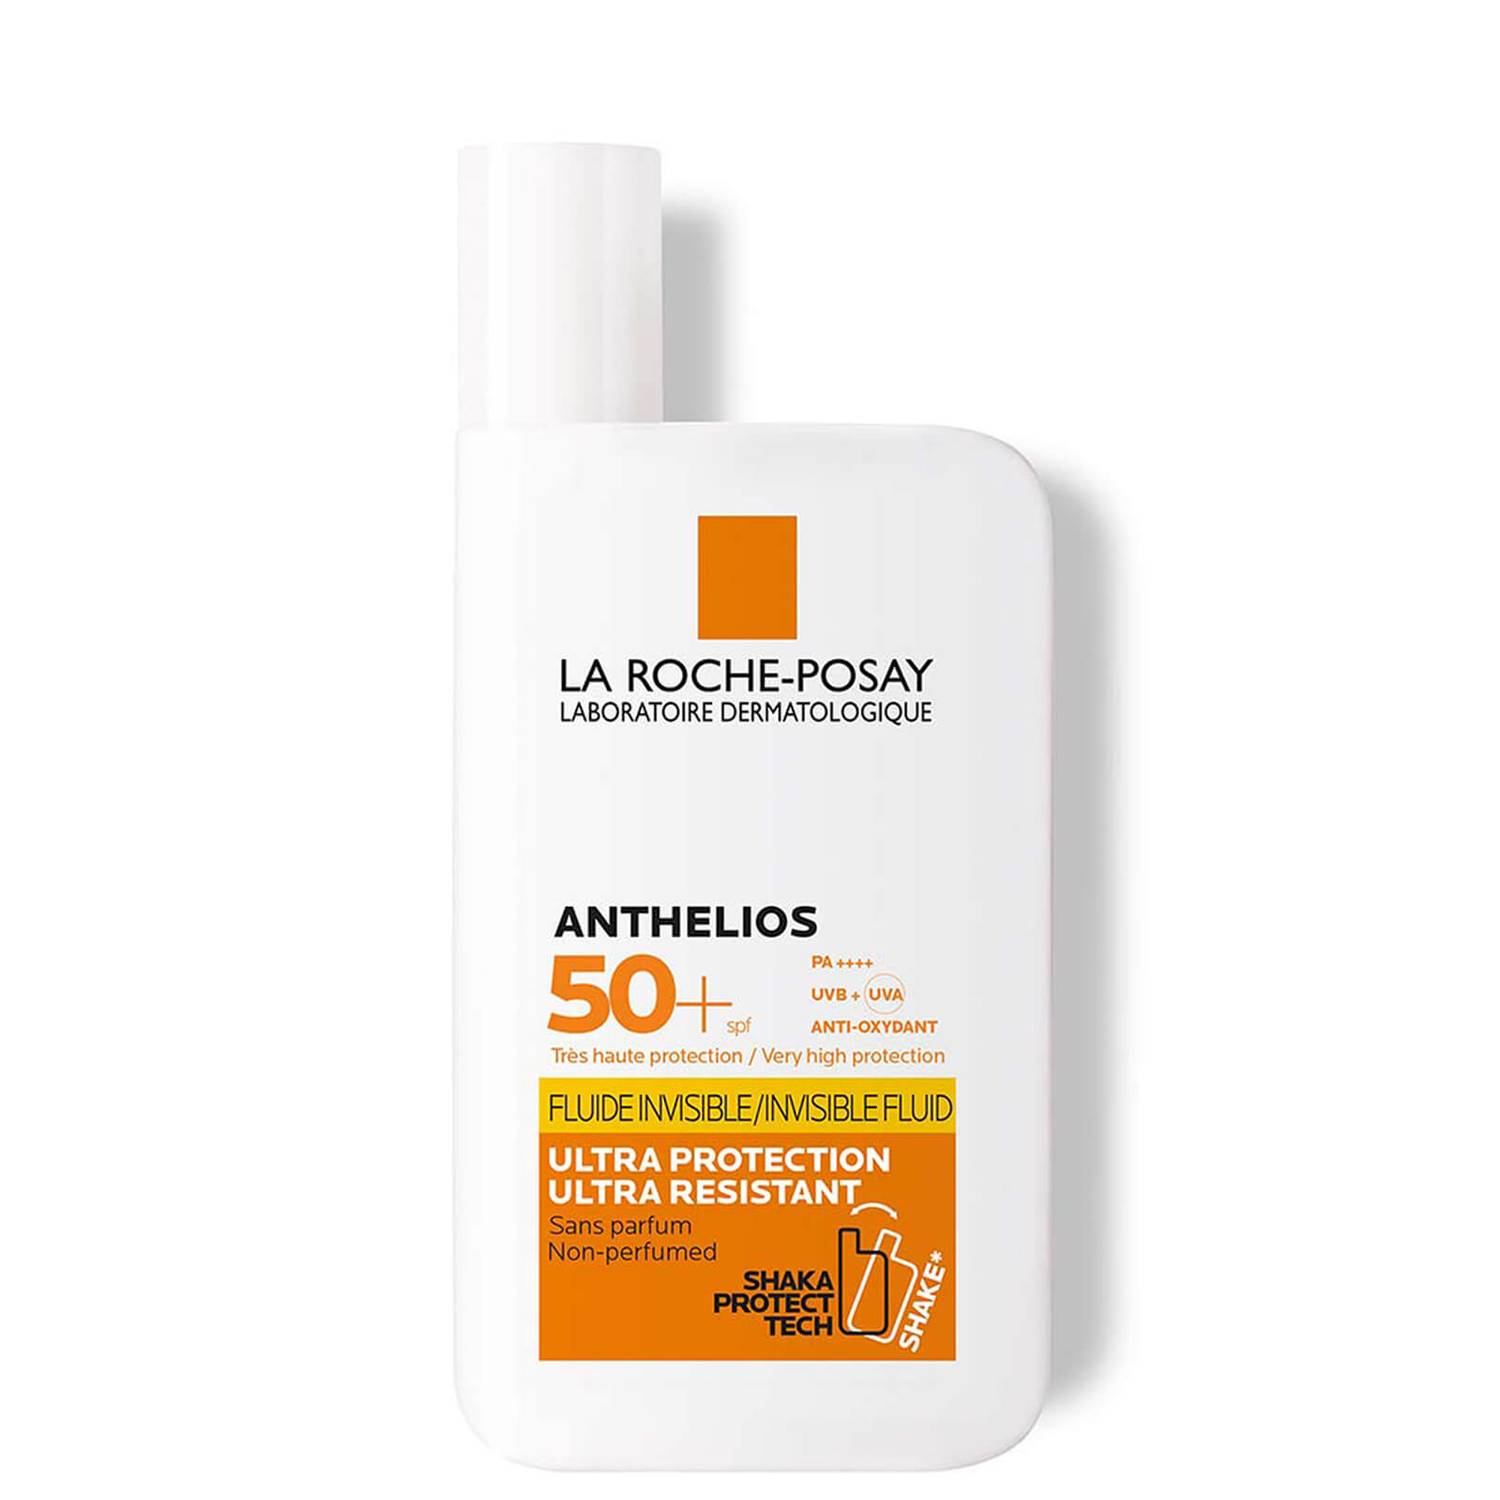 LA ROCHE-POSAY
LABORATOIRE DERMATOLOGIQUE
ANTHELIOS
50+ spf
PA ++++
UVB + UVA
ANTI-OXYDANT
Très haute protection / Very high protection
FLUIDE INVISIBLE/INVISIBLE FLUID
ULTRA PROTECTION
ULTRA RESISTANT
Sans parfum
Non-perfumed
SHAKA
PROTECT
TECH
SHAKE*